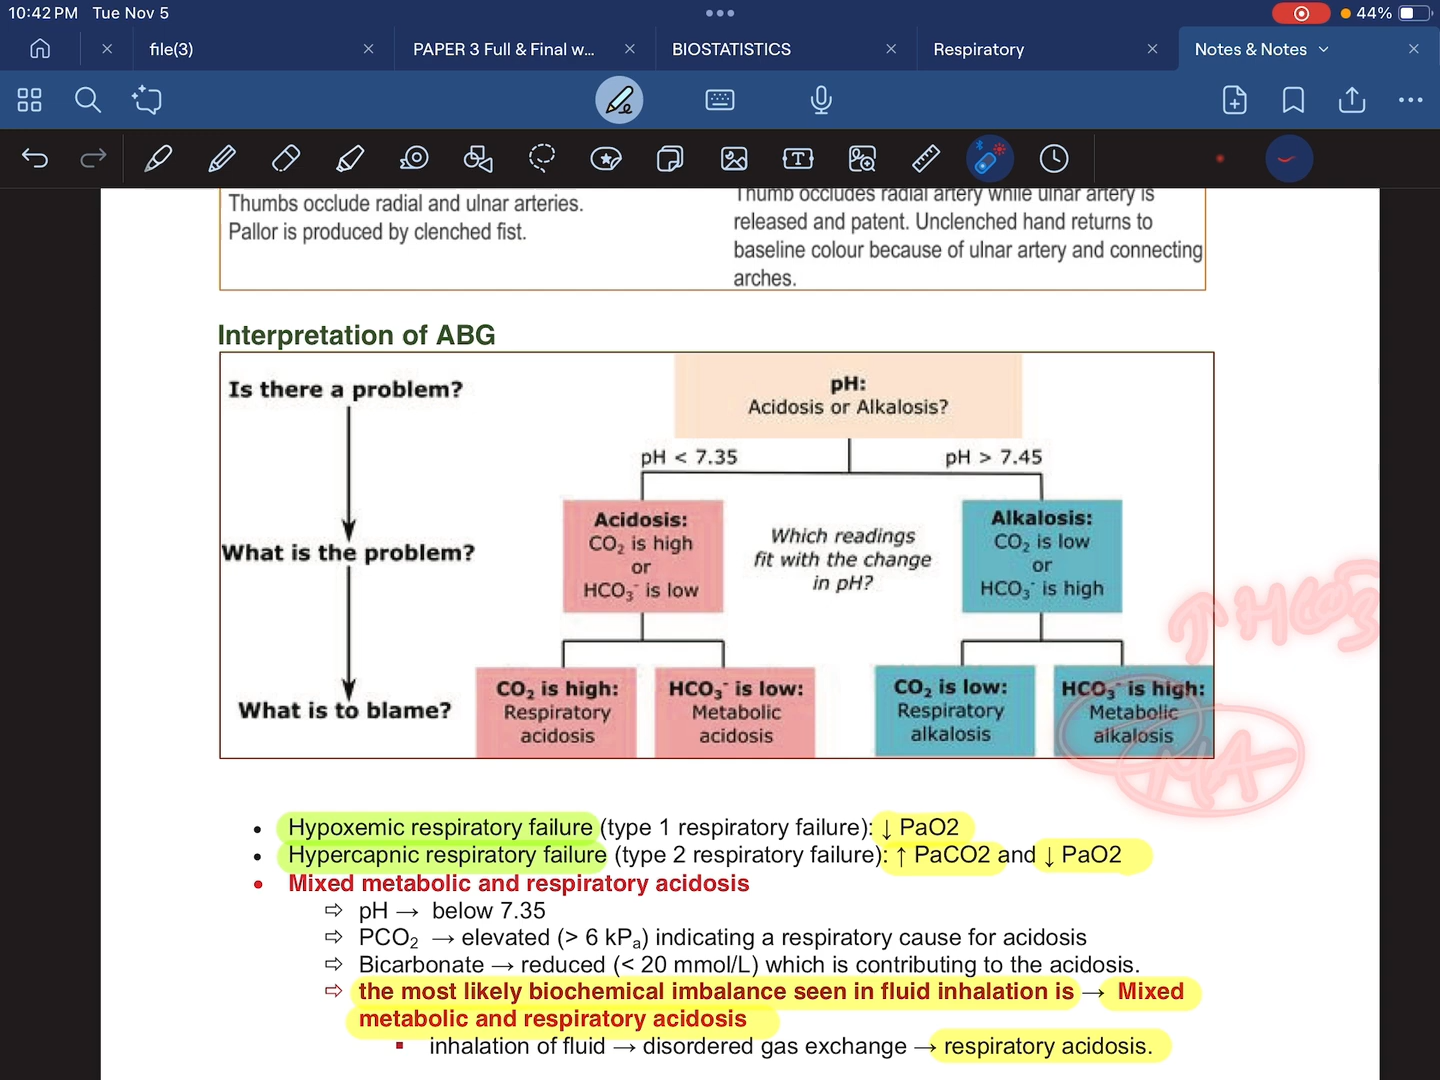 10:42 PM Tue Nov 5
44%
file(3)
PAPER 3 Full & Final w...
BIOSTATISTICS
Respiratory
Notes & Notes
Thumbs occlude radial and ulnar arteries.
Pallor is produced by clenched fist.
Thumb occludes radial artery while ulnar artery is
released and patent. Unclenched hand returns to
baseline colour because of ulnar artery and connecting
arches.
Interpretation of ABG
Is there a problem?
What is the problem?
What is to blame?
pH:
Acidosis or Alkalosis?
pH < 7.35
pH > 7.45
Acidosis:
CO₂ is high
or
HCO₃⁻ is low
Which readings
fit with the change
in pH?
Alkalosis:
CO₂ is low
or
HCO₃⁻ is high
↑ HCO3
CO₂ is high:
Respiratory
acidosis
HCO₃⁻ is low:
Metabolic
acidosis
CO₂ is low:
Respiratory
alkalosis
HCO₃⁻ is high:
Metabolic
alkalosis
MA
• Hypoxemic respiratory failure (type 1 respiratory failure): ↓ PaO2
• Hypercapnic respiratory failure (type 2 respiratory failure): ↑ PaCO2 and ↓ PaO2
• Mixed metabolic and respiratory acidosis
⇨ pH → below 7.35
⇨ PCO₂ → elevated (> 6 kPₐ) indicating a respiratory cause for acidosis
⇨ Bicarbonate → reduced (< 20 mmol/L) which is contributing to the acidosis.
⇨ the most likely biochemical imbalance seen in fluid inhalation is → Mixed
metabolic and respiratory acidosis
▪ inhalation of fluid → disordered gas exchange → respiratory acidosis.